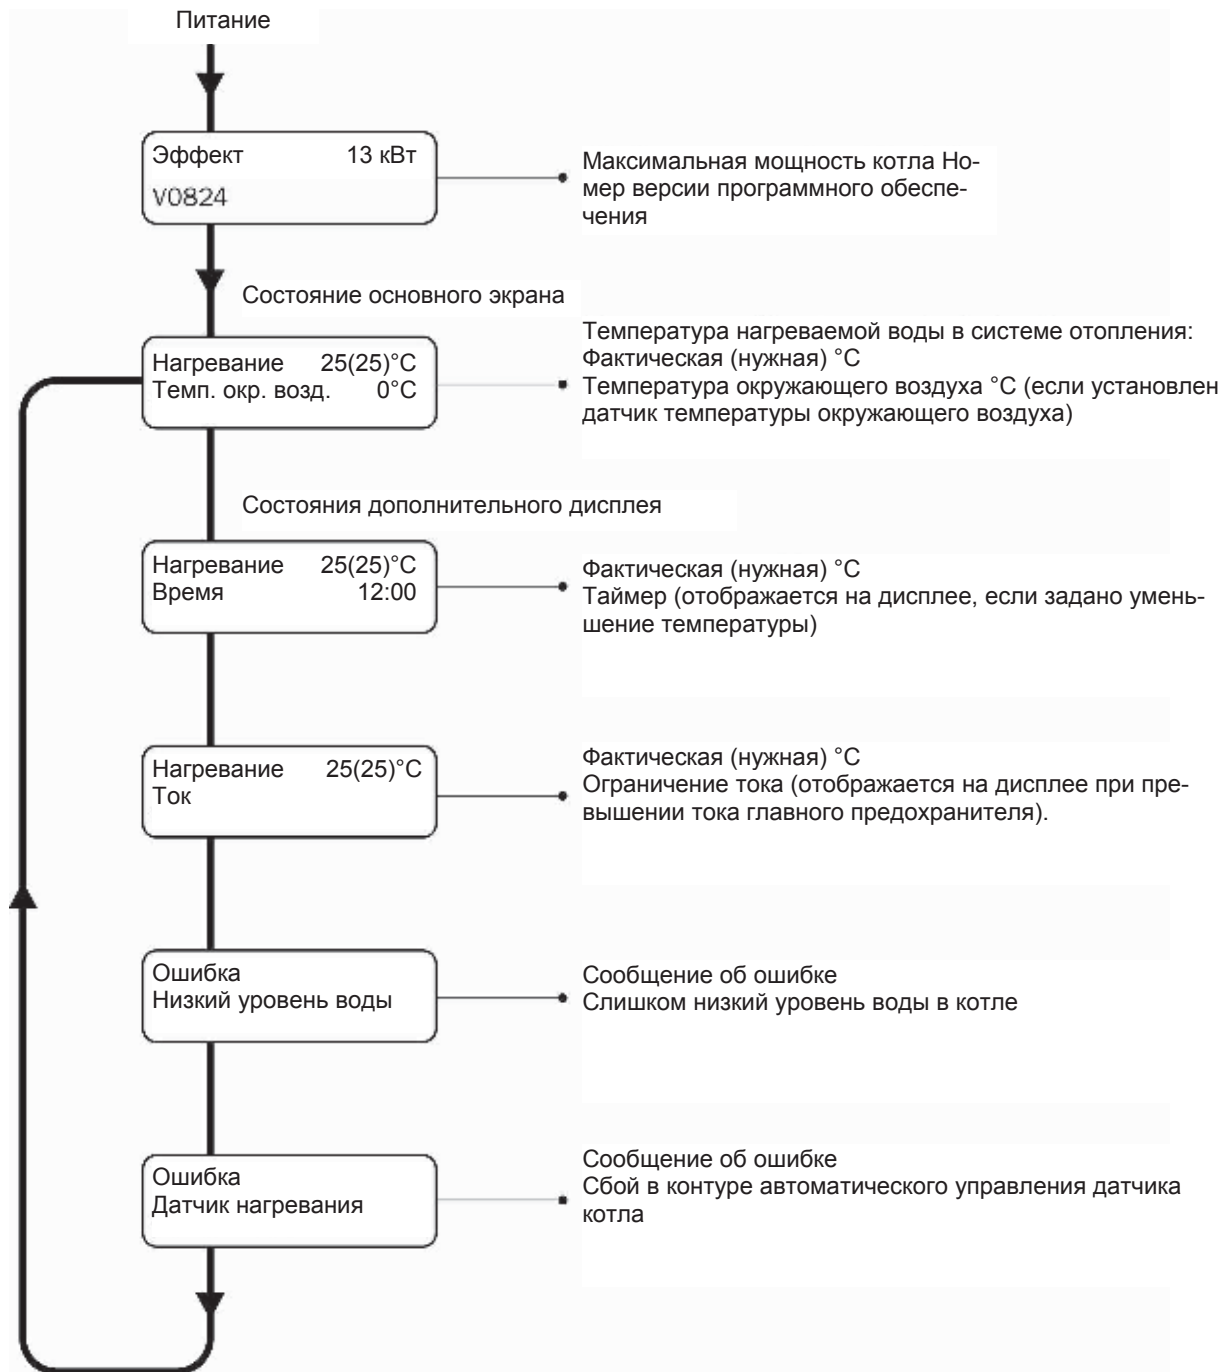 Питание
Эффект 13 кВт
V0824
Максимальная мощность котла Но-
мер версии программного обеспе-
чения
Состояние основного экрана
Нагревание 25(25)°C
Темп. окр. возд. 0°C
Температура нагреваемой воды в системе отопления:
Фактическая (нужная) °C
Температура окружающего воздуха °C (если установлен
датчик температуры окружающего воздуха)
Состояния дополнительного дисплея
Нагревание 25(25)°C
Время 12:00
Фактическая (нужная) °C
Таймер (отображается на дисплее, если задано умень-
шение температуры)
Нагревание 25(25)°C
Ток
Фактическая (нужная) °C
Ограничение тока (отображается на дисплее при пре-
вышении тока главного предохранителя).
Ошибка
Низкий уровень воды
Сообщение об ошибке
Слишком низкий уровень воды в котле
Ошибка
Датчик нагревания
Сообщение об ошибке
Сбой в контуре автоматического управления датчика
котла